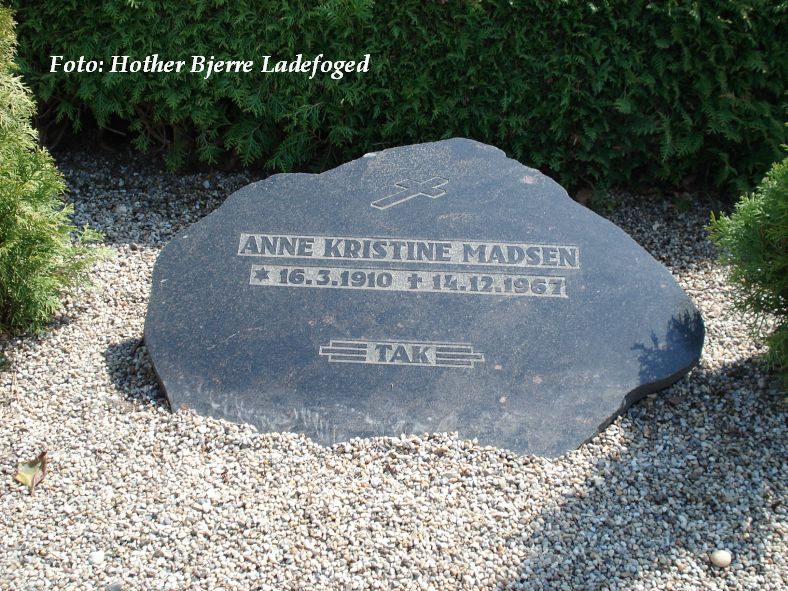 Foto: Hother Bjerre Ladefoged
ANNE KRISTINE MADSEN
* 16.3.1910 ✝ 14.12.1967
TAK